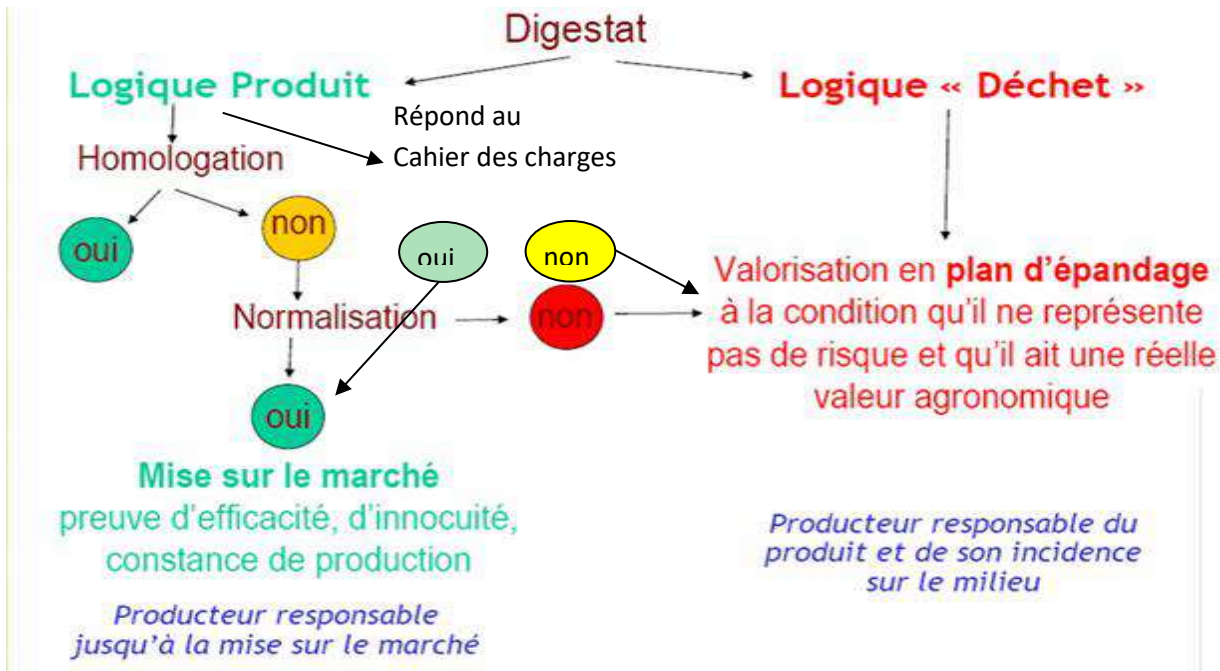 Digestat
Logique Produit
Logique « Déchet »
Répond au
Cahier des charges
Homologation
oui
non
oui
non
Normalisation
non
oui
Valorisation en plan d'épandage
à la condition qu'il ne représente
pas de risque et qu'il ait une réelle
valeur agronomique
Mise sur le marché
preuve d'efficacité, d'innocuité,
constance de production
Producteur responsable
jusqu'à la mise sur le marché
Producteur responsable du
produit et de son incidence
sur le milieu